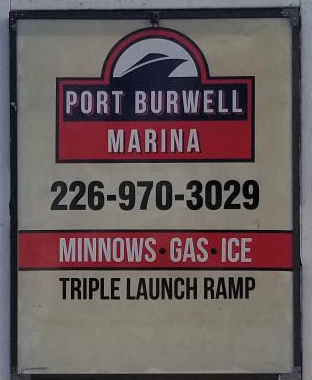 PORT BURWELL
MARINA
226-970-3029
MINNOWS·GAS·ICE
TRIPLE LAUNCH RAMP